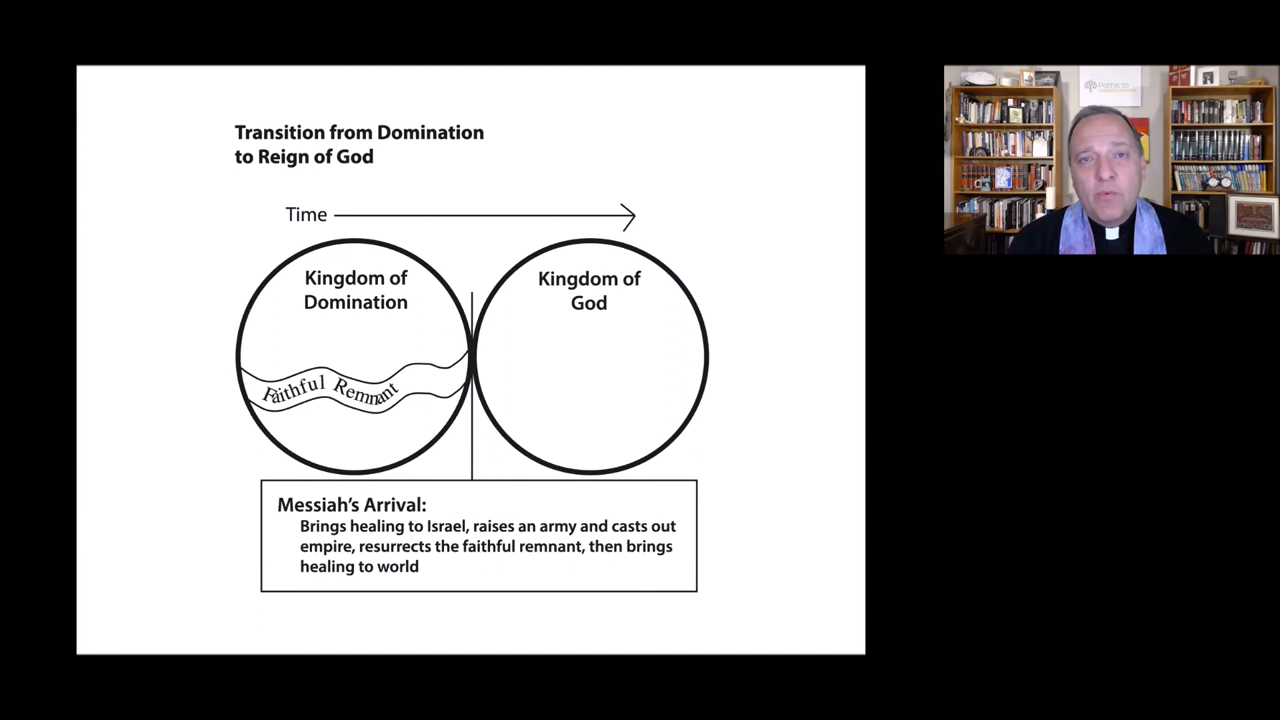 Transition from Domination
to Reign of God
Time
Kingdom of
Domination
Kingdom of
God
Faithful Remnant
Messiah's Arrival:
Brings healing to Israel, raises an army and casts out
empire, resurrects the faithful remnant, then brings
healing to world
Paths to